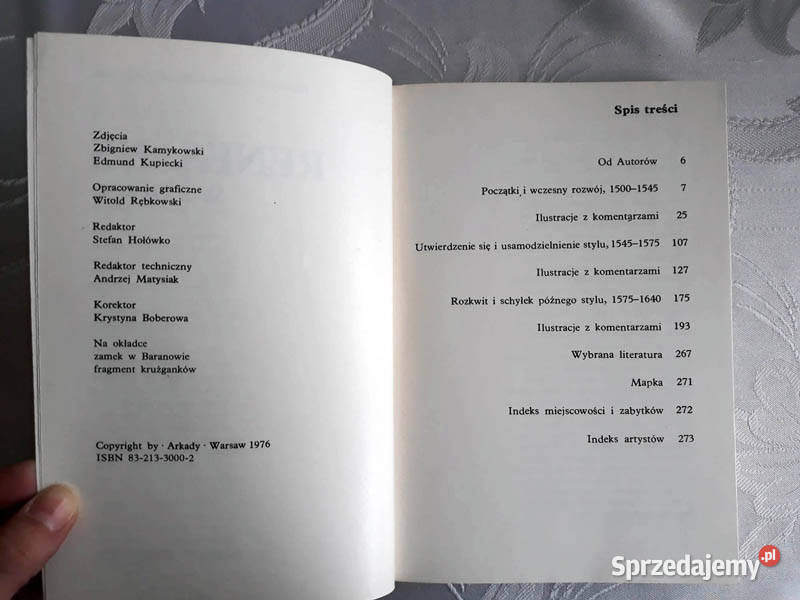 Zdjęcia
Zbigniew Kamykowski
Edmund Kupiecki
Opracowanie graficzne
Witold Rębkowski
Redaktor
Stefan Hołówko
Redaktor techniczny
Andrzej Matysiak
Korektor
Krystyna Boberowa
Na okładce
zamek w Baranowie
fragment krużganków
Copyright by · Arkady · Warsaw 1976
ISBN 83-213-3000-2
Spis treści
Od Autorów 6
Początki i wczesny rozwój, 1500–1545 7
Ilustracje z komentarzami 25
Utwierdzenie się i usamodzielnienie stylu, 1545–1575 107
Ilustracje z komentarzami 127
Rozkwit i schyłek późnego stylu, 1575–1640 175
Ilustracje z komentarzami 193
Wybrana literatura 267
Mapka 271
Indeks miejscowości i zabytków 272
Indeks artystów 273
Sprzedajemy.pl